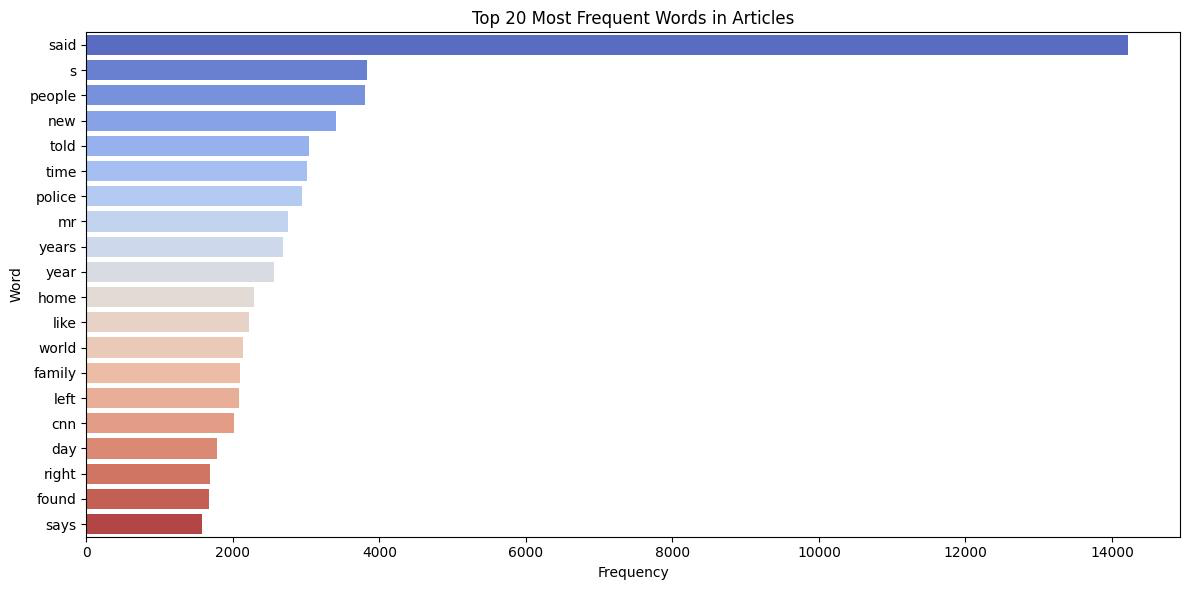 Top 20 Most Frequent Words in Articles
said
s
people
new
told
time
police
mr
years
year
home
like
world
family
left
cnn
day
right
found
says
Word
0 2000 4000 6000 8000 10000 12000 14000
Frequency